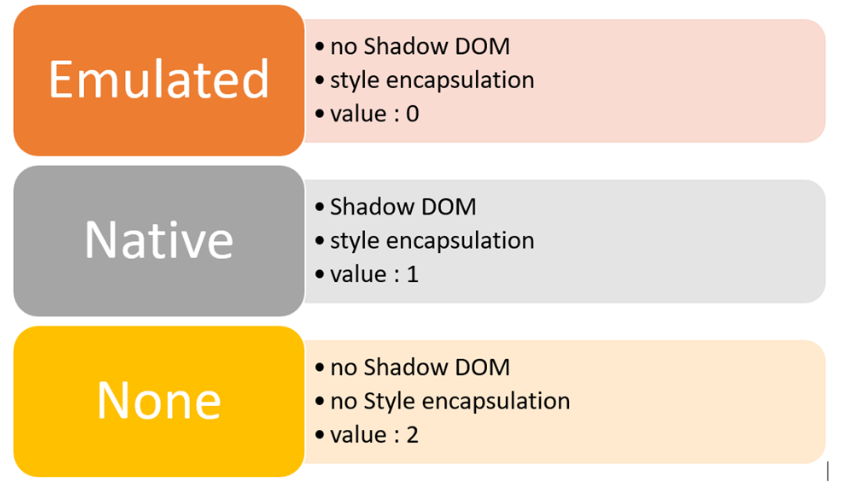 Emulated
• no Shadow DOM
• style encapsulation
• value : 0
Native
• Shadow DOM
• style encapsulation
• value : 1
None
• no Shadow DOM
• no Style encapsulation
• value : 2